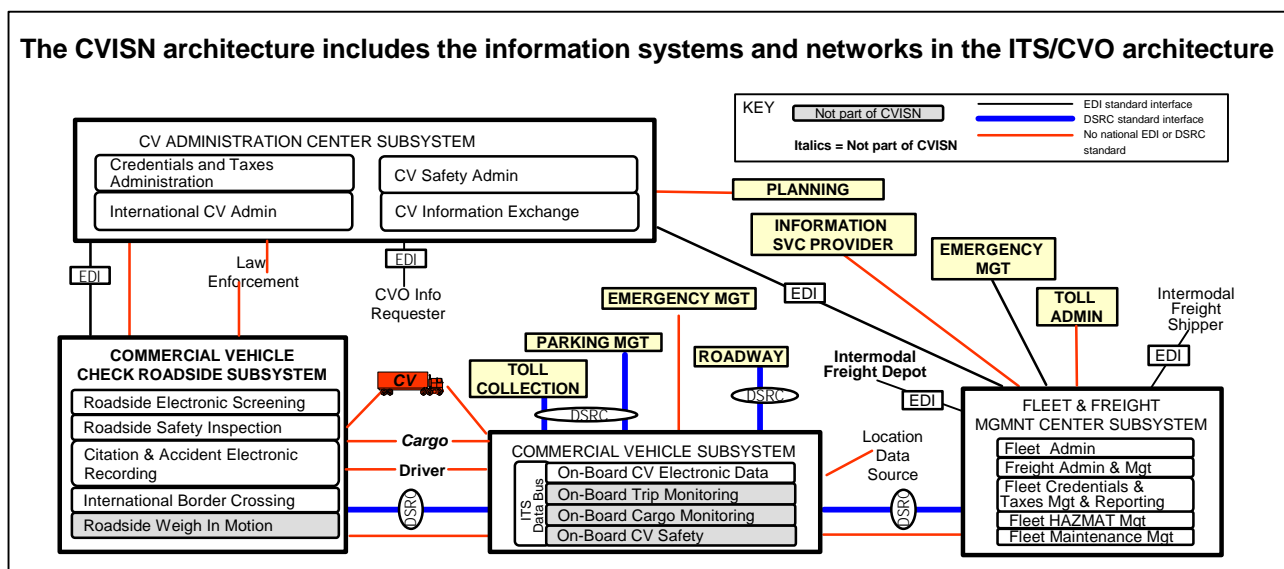 The CVISN architecture includes the information systems and networks in the ITS/CVO architecture
KEY
Not part of CVISN
Italics = Not part of CVISN
EDI standard interface
DSRC standard interface
No national EDI or DSRC
standard
CV ADMINISTRATION CENTER SUBSYSTEM
Credentials and Taxes
Administration
CV Safety Admin
International CV Admin
CV Information Exchange
PLANNING
INFORMATION
SVC PROVIDER
EMERGENCY
MGT
TOLL
ADMIN
Intermodal
Freight
Shipper
EDI
Law
Enforcement
EDI
CVO Info
Requester
EDI
EMERGENCY MGT
PARKING MGT
ROADWAY
TOLL
COLLECTION
DSRC
DSRC
Intermodal
Freight Depot
EDI
EDI
COMMERCIAL VEHICLE
CHECK ROADSIDE SUBSYSTEM
Roadside Electronic Screening
Roadside Safety Inspection
Citation & Accident Electronic
Recording
International Border Crossing
Roadside Weigh In Motion
CV
Cargo
Driver
DSRC
COMMERCIAL VEHICLE SUBSYSTEM
ITS
Data Bus
On-Board CV Electronic Data
On-Board Trip Monitoring
On-Board Cargo Monitoring
On-Board CV Safety
Location
Data
Source
DSRC
FLEET & FREIGHT
MGMNT CENTER SUBSYSTEM
Fleet Admin
Freight Admin & Mgt
Fleet Credentials &
Taxes Mgt & Reporting
Fleet HAZMAT Mgt
Fleet Maintenance Mgt